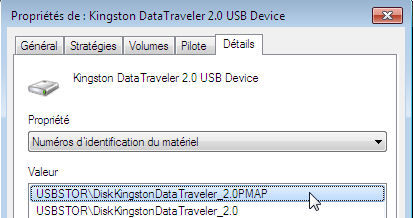 Propriétés de : Kingston DataTraveler 2.0 USB Device
Général Stratégies Volumes Pilote Détails
Kingston DataTraveler 2.0 USB Device
Propriété
Numéros d'identification du matériel
Valeur
USBSTOR\DiskKingstonDataTraveler_2.0PMAP
USBSTOR\DiskKingstonDataTraveler_2.0